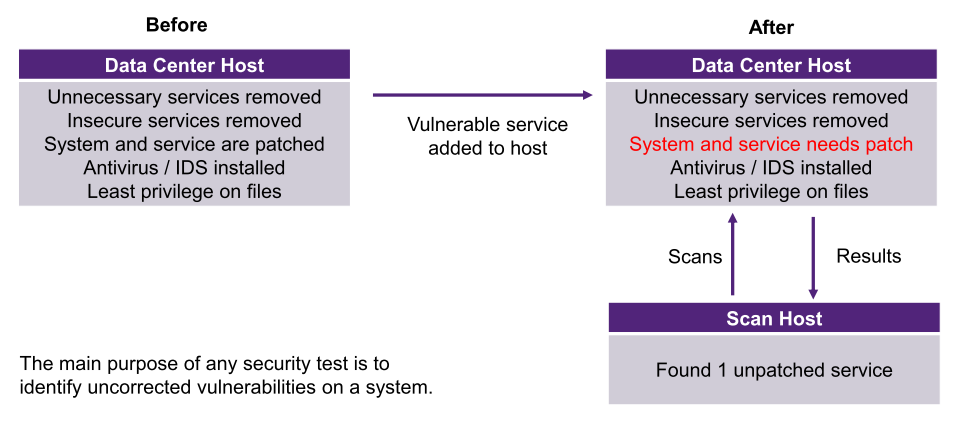 Before
Data Center Host
Unnecessary services removed
Insecure services removed
System and service are patched
Antivirus / IDS installed
Least privilege on files
Vulnerable service
added to host
After
Data Center Host
Unnecessary services removed
Insecure services removed
System and service needs patch
Antivirus / IDS installed
Least privilege on files
Scans
Results
Scan Host
Found 1 unpatched service
The main purpose of any security test is to
identify uncorrected vulnerabilities on a system.